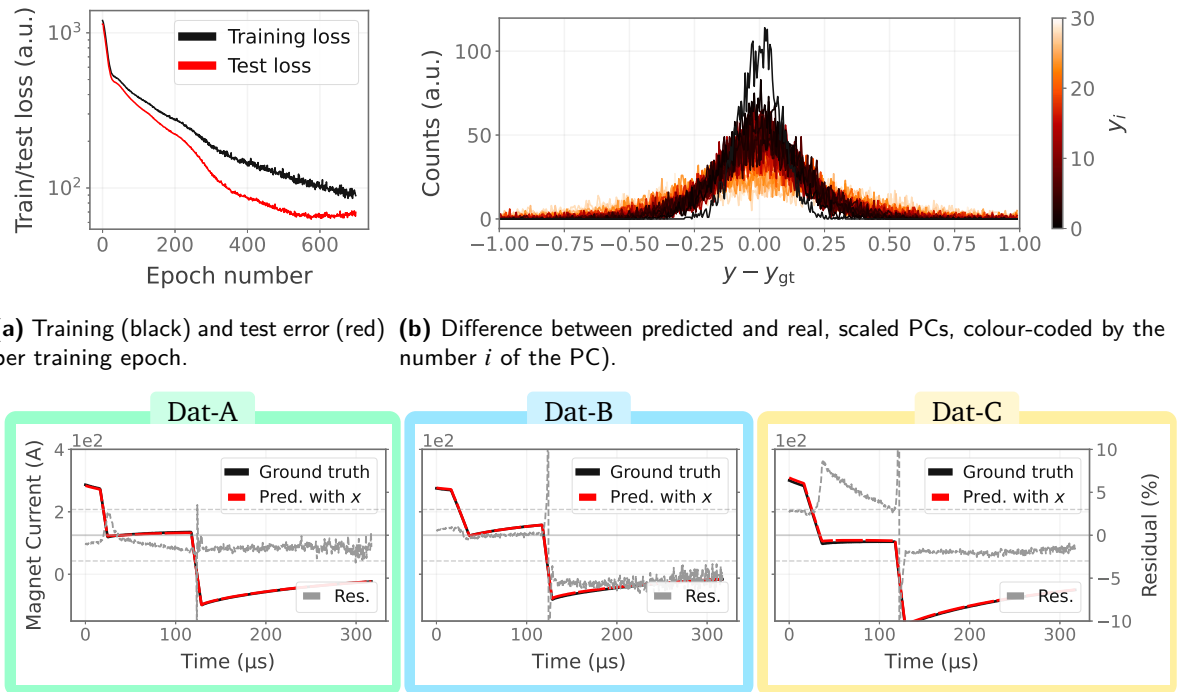 Train/test loss (a.u.)
10^3
10^2
Training loss
Test loss
0 200 400 600
Epoch number
Counts (a.u.)
100
50
0
−1.00 −0.75 −0.50 −0.25 0.00 0.25 0.50 0.75 1.00
y − y_gt
30
20
10
0
y_i
(a) Training (black) and test error (red)
per training epoch.
(b) Difference between predicted and real, scaled PCs, colour-coded by the
number i of the PC).
Dat-A
1e2
Magnet Current (A)
4
2
0
Ground truth
Pred. with x
Res.
0 100 200 300
Time (μs)
Dat-B
1e2
Ground truth
Pred. with x
Res.
0 100 200 300
Time (μs)
Dat-C
1e2
Ground truth
Pred. with x
Res.
10
5
0
−5
−10
Residual (%)
0 100 200 300
Time (μs)